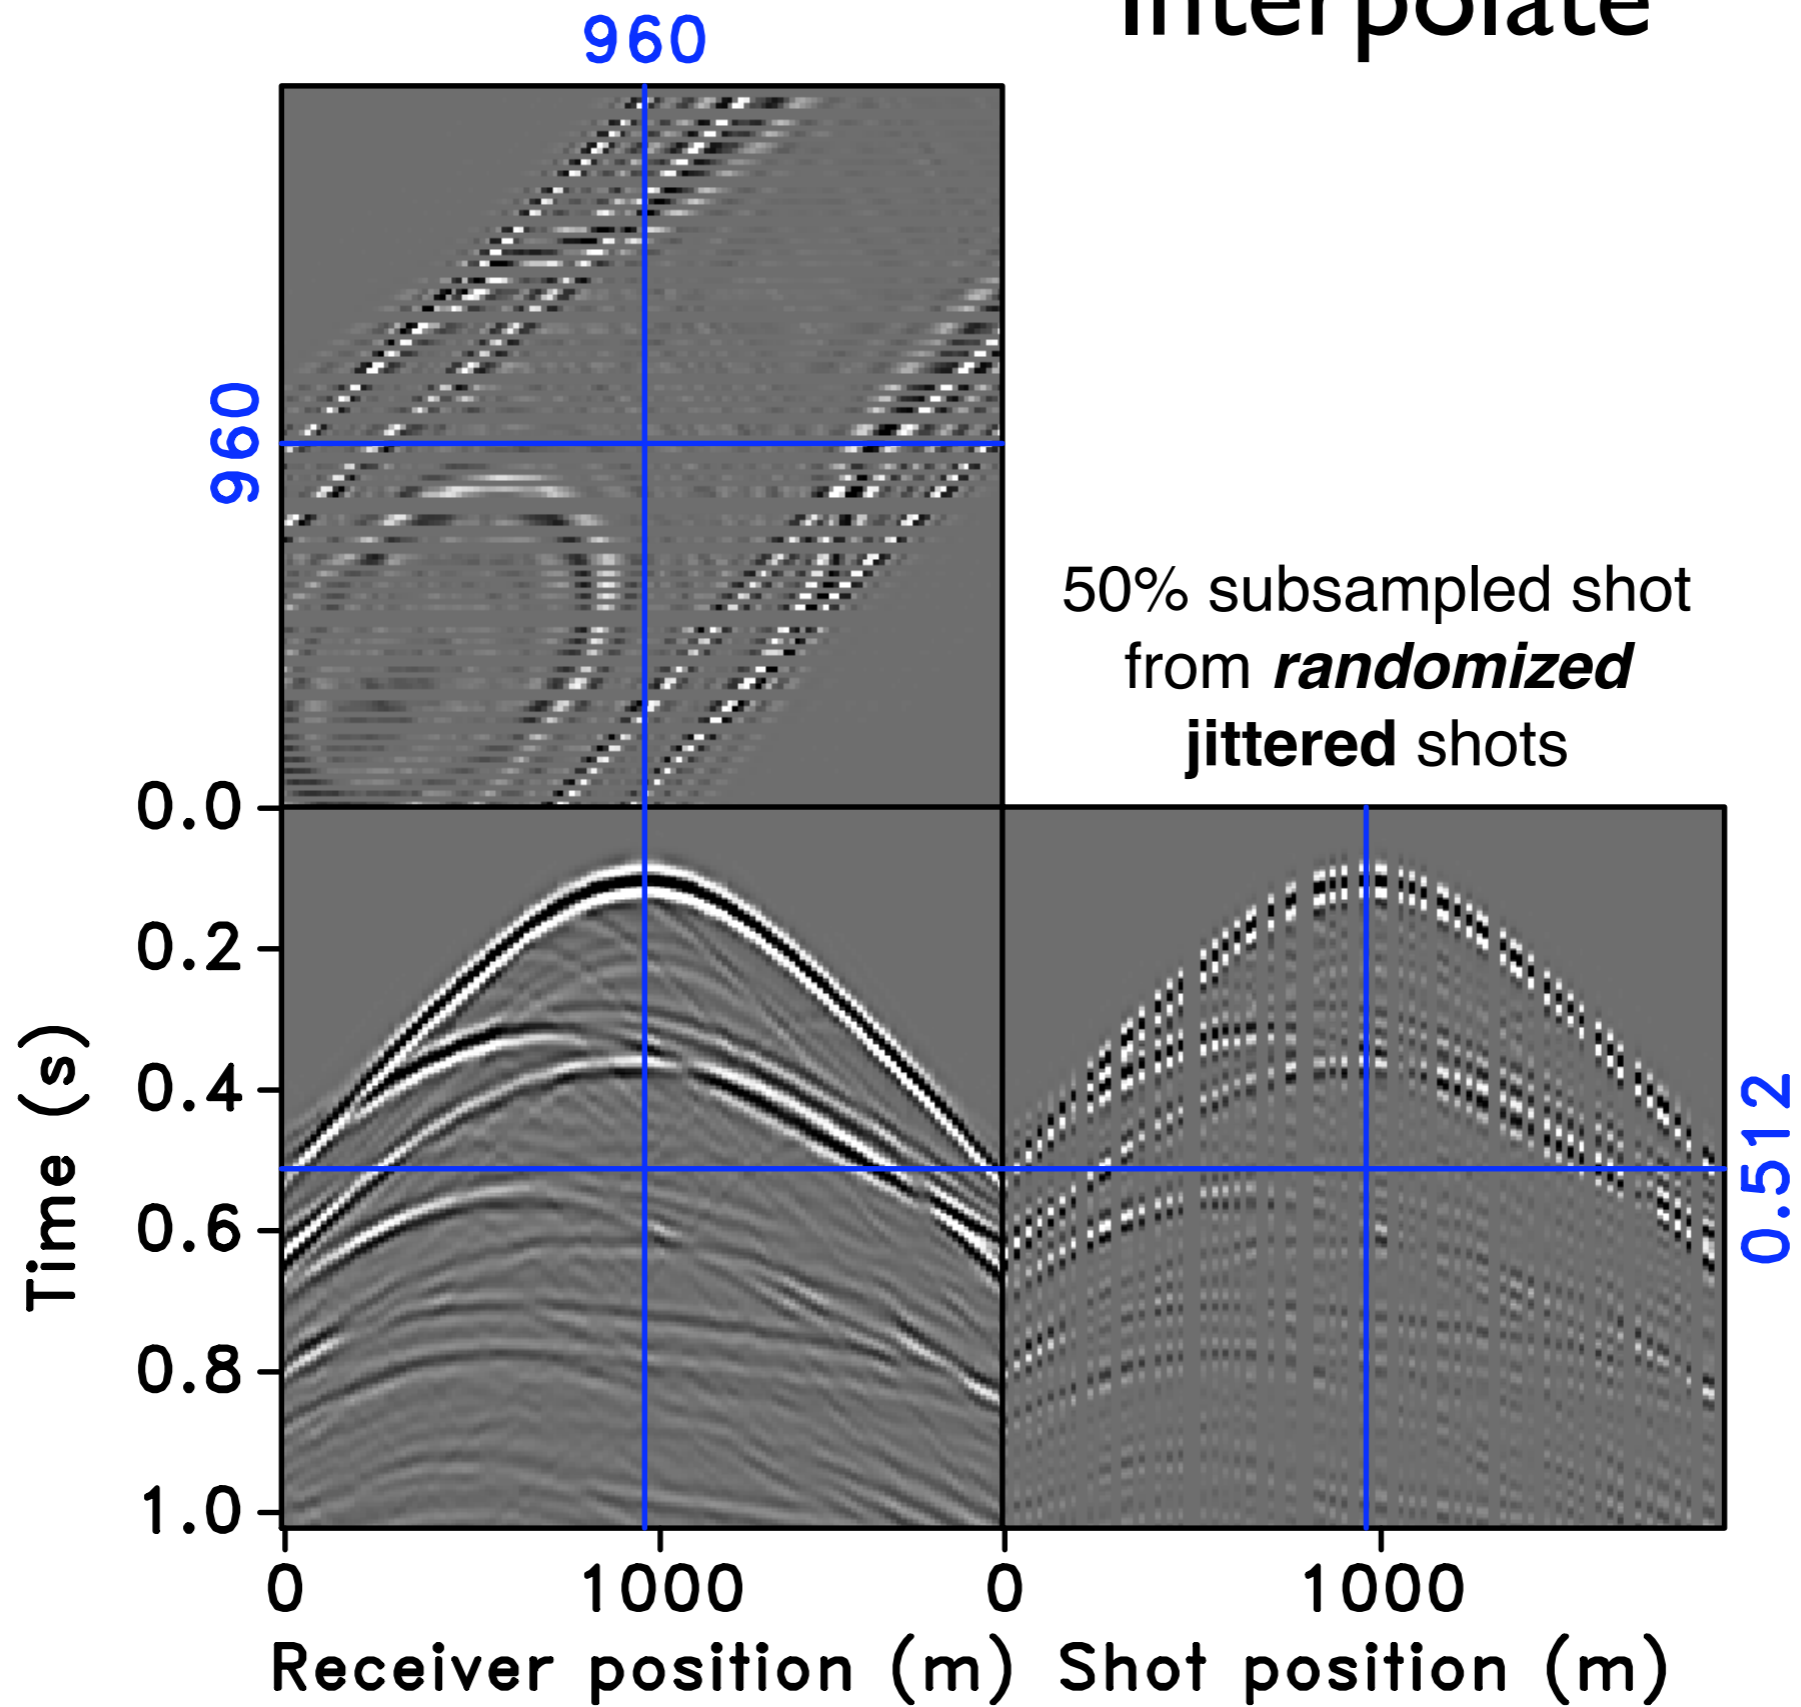 Interpolate
960
960
50% subsampled shot
from randomized
jittered shots
0.0
0.2
0.4
0.6
0.8
1.0
Time (s)
0.512
0 1000 0 1000
Receiver position (m) Shot position (m)